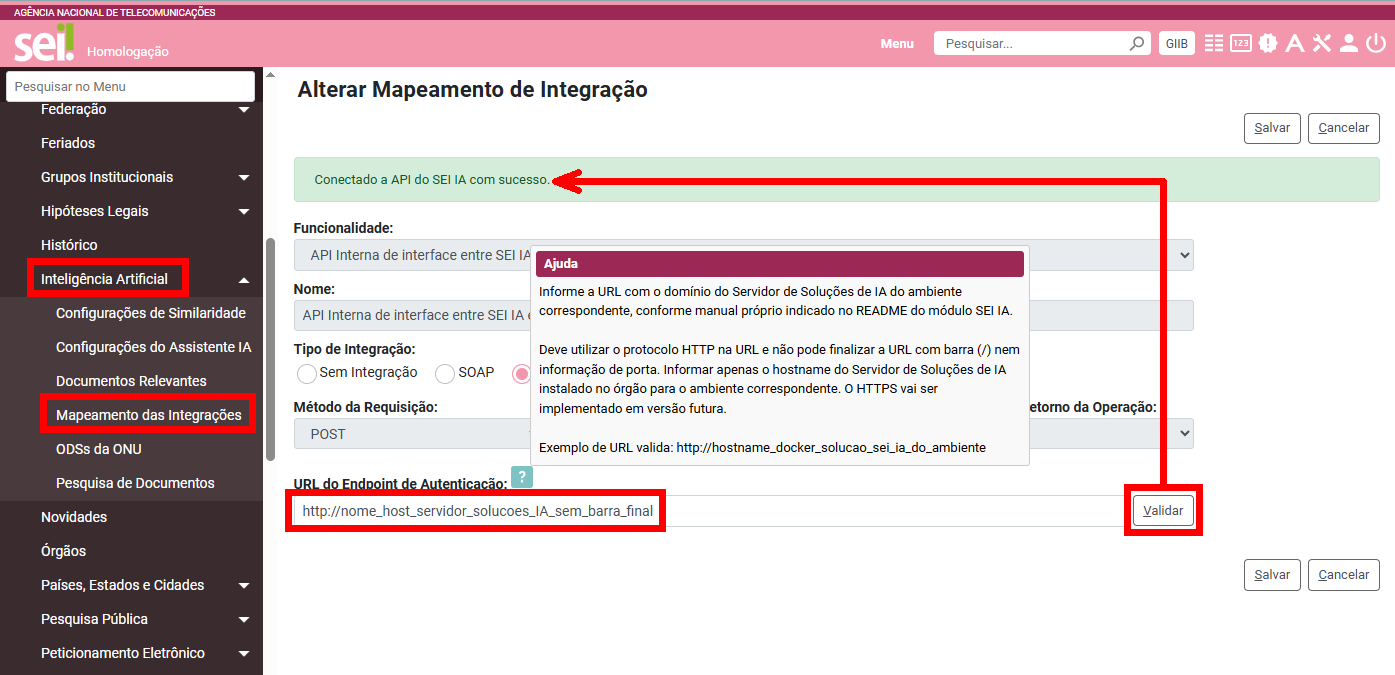 AGÊNCIA NACIONAL DE TELECOMUNICAÇÕES
sei!
Homologação
Menu
Pesquisar...
GIIB
123
Pesquisar no Menu
Federação
Feriados
Grupos Institucionais
Hipóteses Legais
Histórico
Inteligência Artificial
Configurações de Similaridade
Configurações do Assistente IA
Documentos Relevantes
Mapeamento das Integrações
ODSs da ONU
Pesquisa de Documentos
Novidades
Órgãos
Países, Estados e Cidades
Pesquisa Pública
Peticionamento Eletrônico
Alterar Mapeamento de Integração
Salvar
Cancelar
Conectado a API do SEI IA com sucesso.
Funcionalidade:
API Interna de interface entre SEI IA
Nome:
API Interna de interface entre SEI IA e
Tipo de Integração:
Sem Integração
SOAP
Método da Requisição:
etorno da Operação:
POST
Ajuda
Informe a URL com o domínio do Servidor de Soluções de IA do ambiente
correspondente, conforme manual próprio indicado no README do módulo SEI IA.
Deve utilizar o protocolo HTTP na URL e não pode finalizar a URL com barra (/) nem
informação de porta. Informar apenas o hostname do Servidor de Soluções de IA
instalado no órgão para o ambiente correspondente. O HTTPS vai ser
implementado em versão futura.
Exemplo de URL valida: http://hostname_docker_solucao_sei_ia_do_ambiente
URL do Endpoint de Autenticação:
?
http://nome_host_servidor_solucoes_IA_sem_barra_final
Validar
Salvar
Cancelar